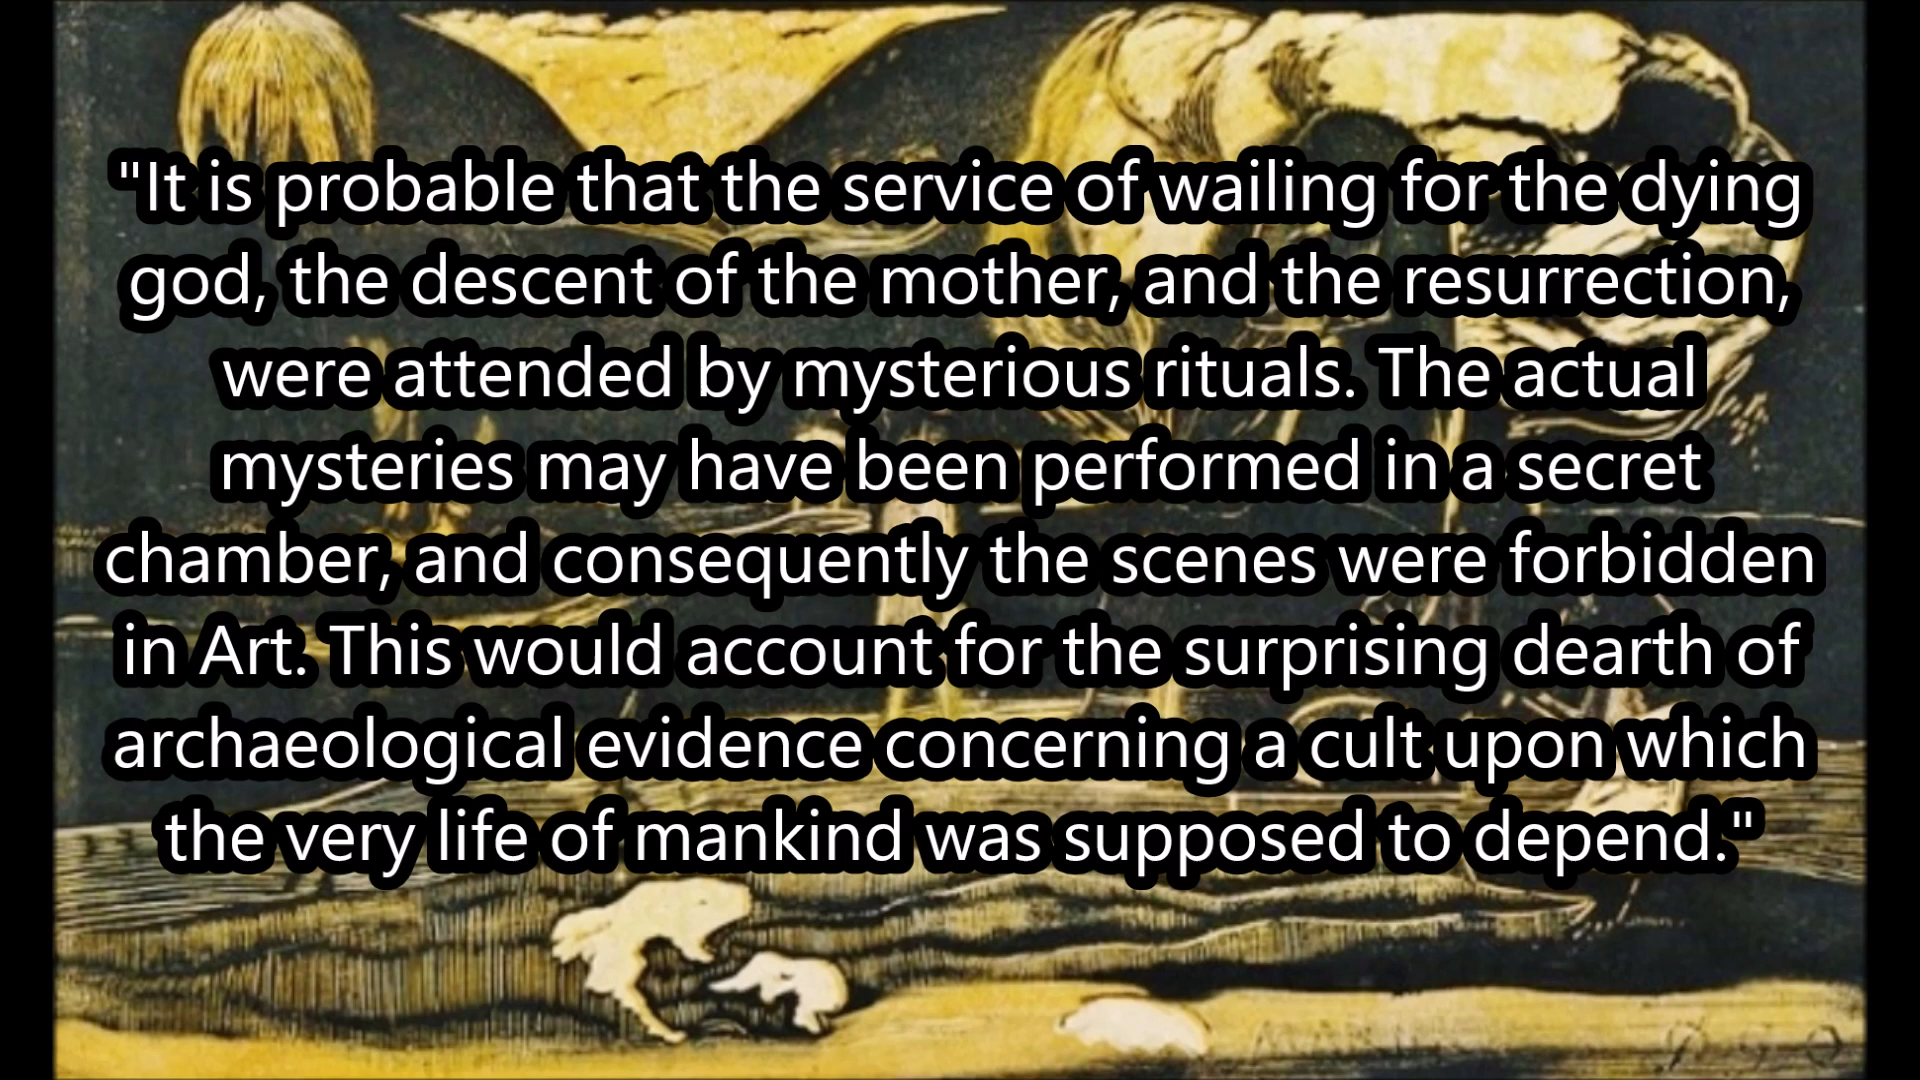 "It is probable that the service of wailing for the dying
god, the descent of the mother, and the resurrection,
were attended by mysterious rituals. The actual
mysteries may have been performed in a secret
chamber, and consequently the scenes were forbidden
in Art. This would account for the surprising dearth of
archaeological evidence concerning a cult upon which
the very life of mankind was supposed to depend."